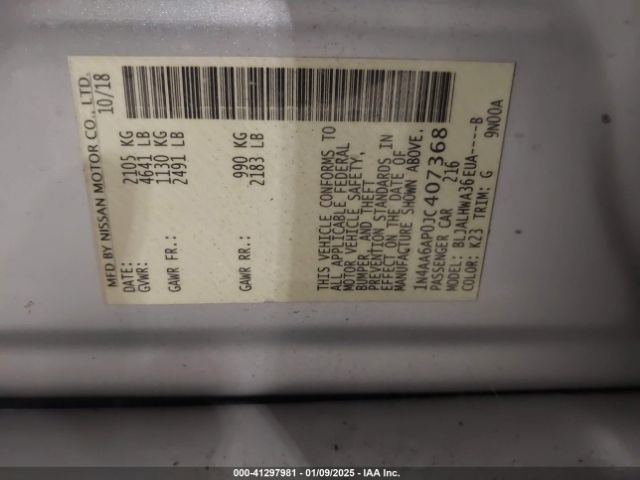 MFD BY NISSAN MOTOR CO., LTD.
DATE: 10/18
GVWR: 2105 KG
4641 LB
GAWR FR.: 1130 KG
2491 LB
GAWR RR.: 990 KG
2183 LB
THIS VEHICLE CONFORMS TO
ALL APPLICABLE FEDERAL
MOTOR VEHICLE SAFETY,
BUMPER, AND THEFT
PREVENTION STANDARDS IN
EFFECT ON THE DATE OF
MANUFACTURE SHOWN ABOVE.
1N4AA6AP0JC407368
PASSENGER CAR 216
MODEL: BLJALHWA36EUA-----B
COLOR: K23 TRIM: G 9N00A
000-41297981 | 01/09/2025 - IAA Inc.